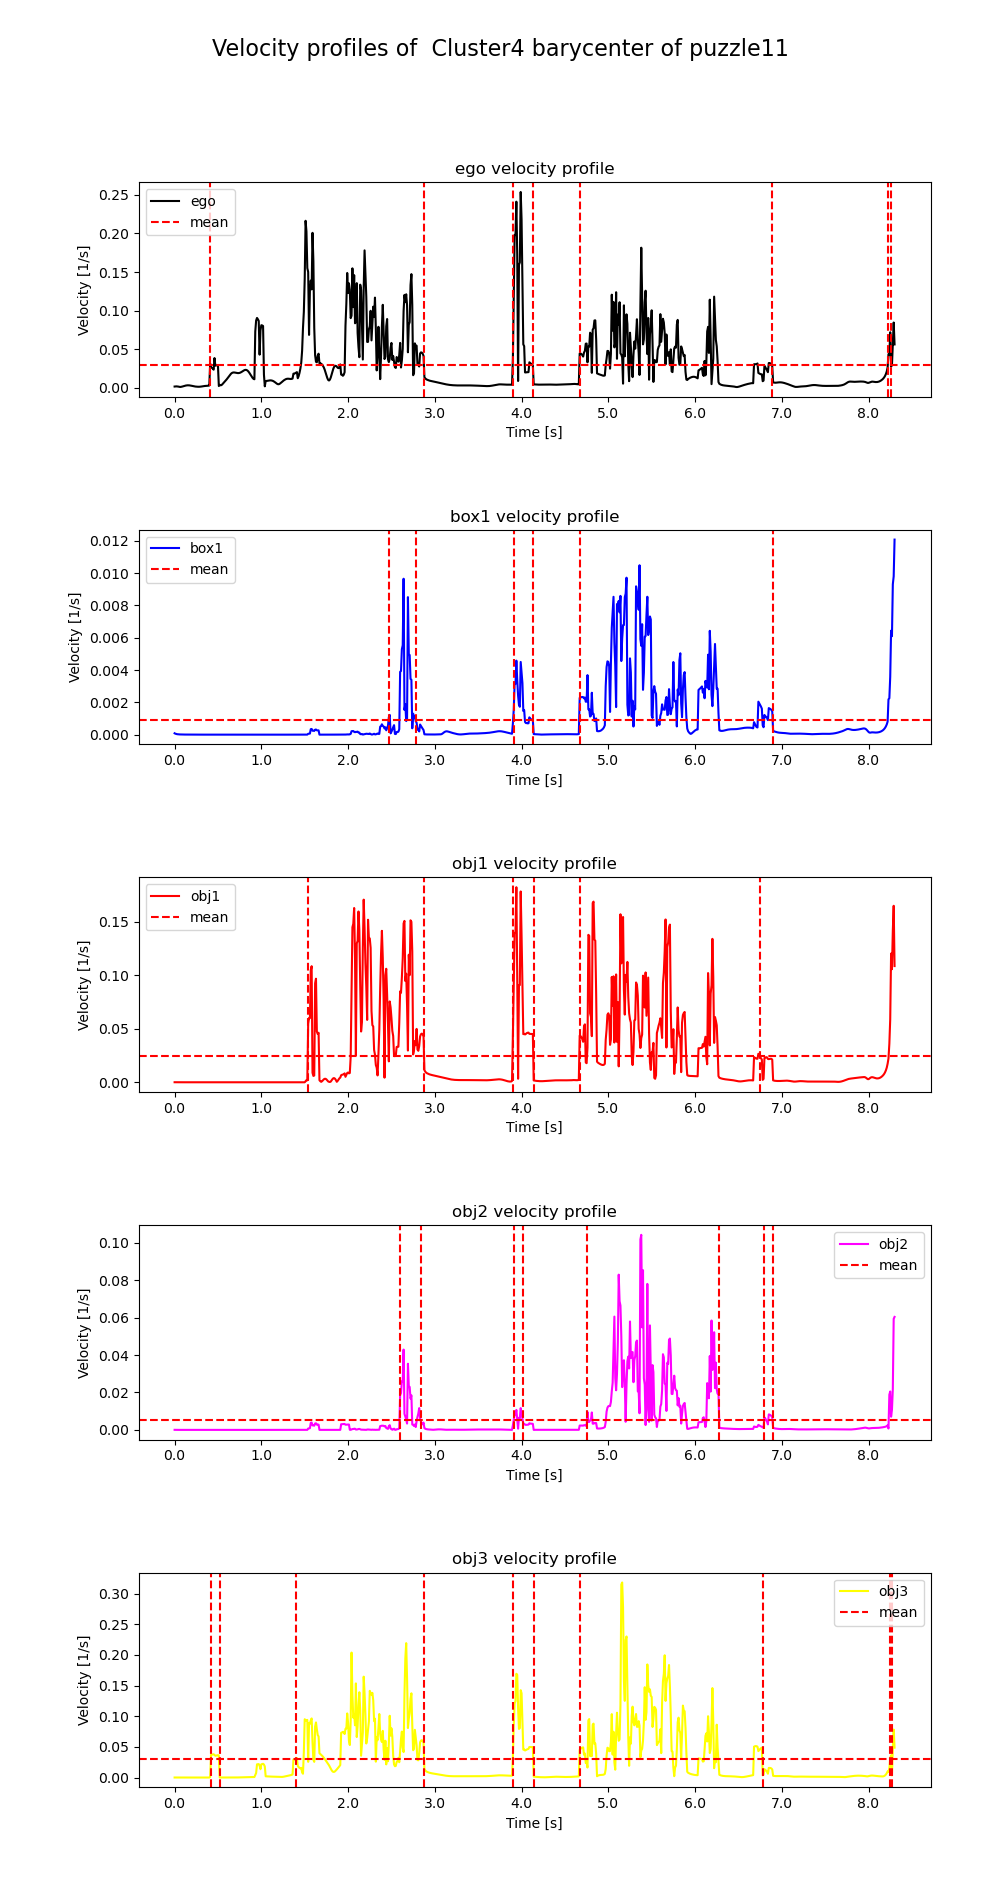 Velocity profiles of  Cluster4 barycenter of puzzle11
ego velocity profile
Velocity [1/s]
0.25
0.20
0.15
0.10
0.05
0.00
ego
mean
0.0 1.0 2.0 3.0 4.0 5.0 6.0 7.0 8.0
Time [s]
box1 velocity profile
Velocity [1/s]
0.012
0.010
0.008
0.006
0.004
0.002
0.000
box1
mean
0.0 1.0 2.0 3.0 4.0 5.0 6.0 7.0 8.0
Time [s]
obj1 velocity profile
Velocity [1/s]
0.15
0.10
0.05
0.00
obj1
mean
0.0 1.0 2.0 3.0 4.0 5.0 6.0 7.0 8.0
Time [s]
obj2 velocity profile
Velocity [1/s]
0.10
0.08
0.06
0.04
0.02
0.00
obj2
mean
0.0 1.0 2.0 3.0 4.0 5.0 6.0 7.0 8.0
Time [s]
obj3 velocity profile
Velocity [1/s]
0.30
0.25
0.20
0.15
0.10
0.05
0.00
obj3
mean
0.0 1.0 2.0 3.0 4.0 5.0 6.0 7.0 8.0
Time [s]